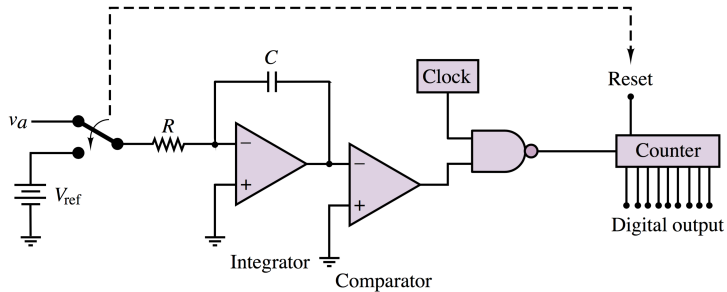 C
Clock
Reset
va
R
−
−
Counter
Vref
+
+
Digital output
Integrator
Comparator